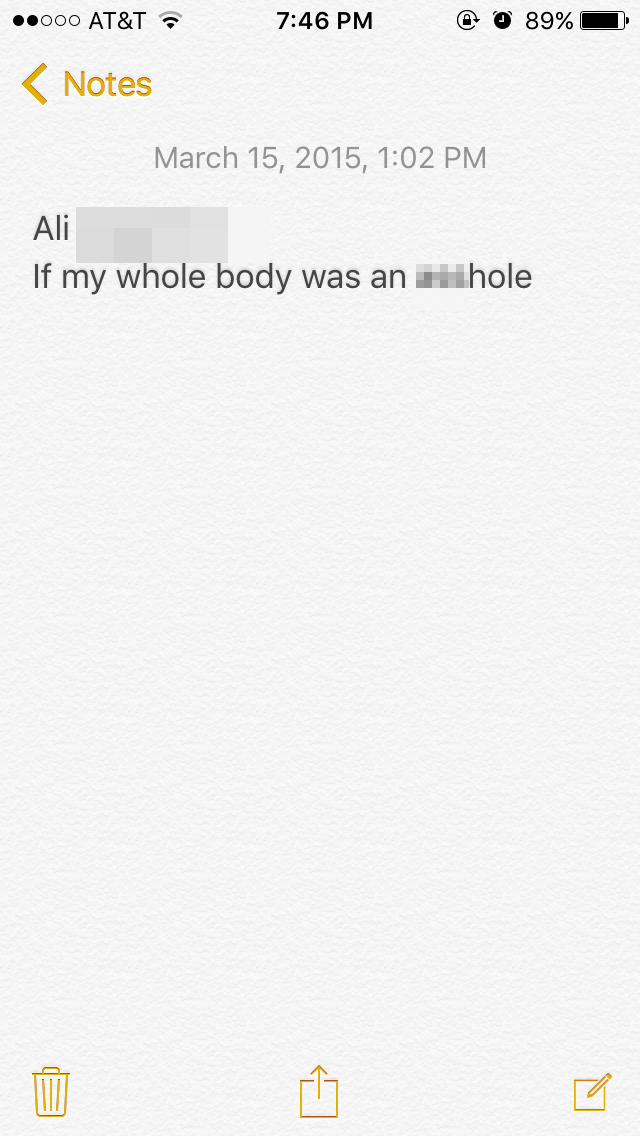 AT&T 7:46 PM 89%
Notes
March 15, 2015, 1:02 PM
Ali
If my whole body was an hole